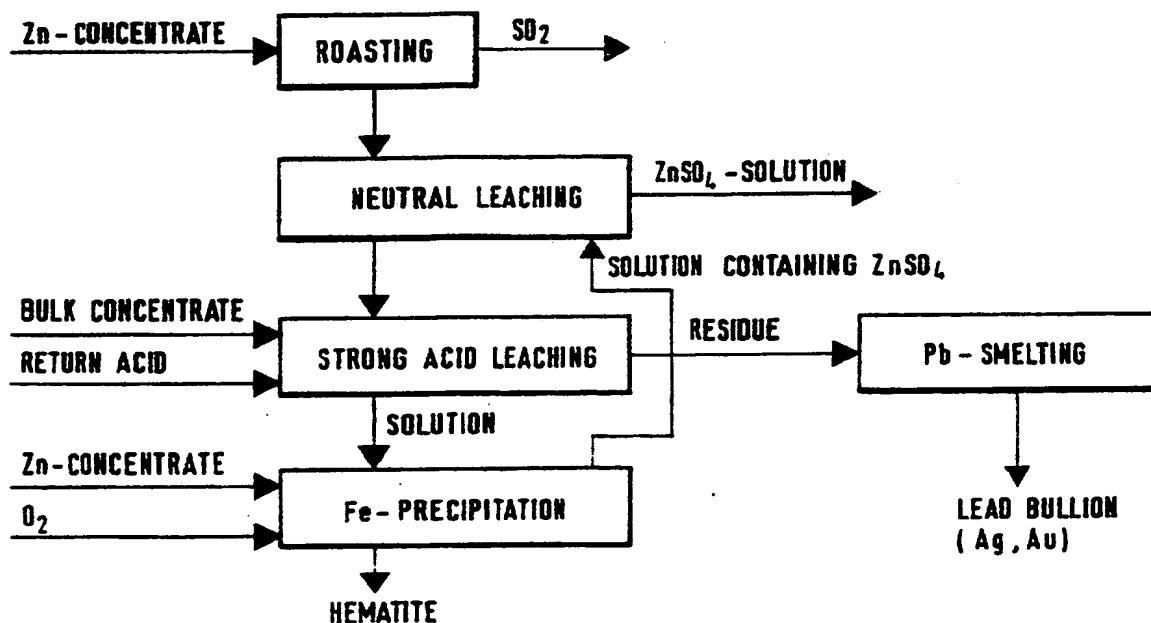 Zn-CONCENTRATE
SO2
ROASTING
ZnSO4-SOLUTION
NEUTRAL LEACHING
SOLUTION CONTAINING ZnSO4
BULK CONCENTRATE
RESIDUE
RETURN ACID
STRONG ACID LEACHING
Pb-SMELTING
SOLUTION
Zn-CONCENTRATE
O2
Fe-PRECIPITATION
LEAD BULLION
(Ag, Au)
HEMATITE